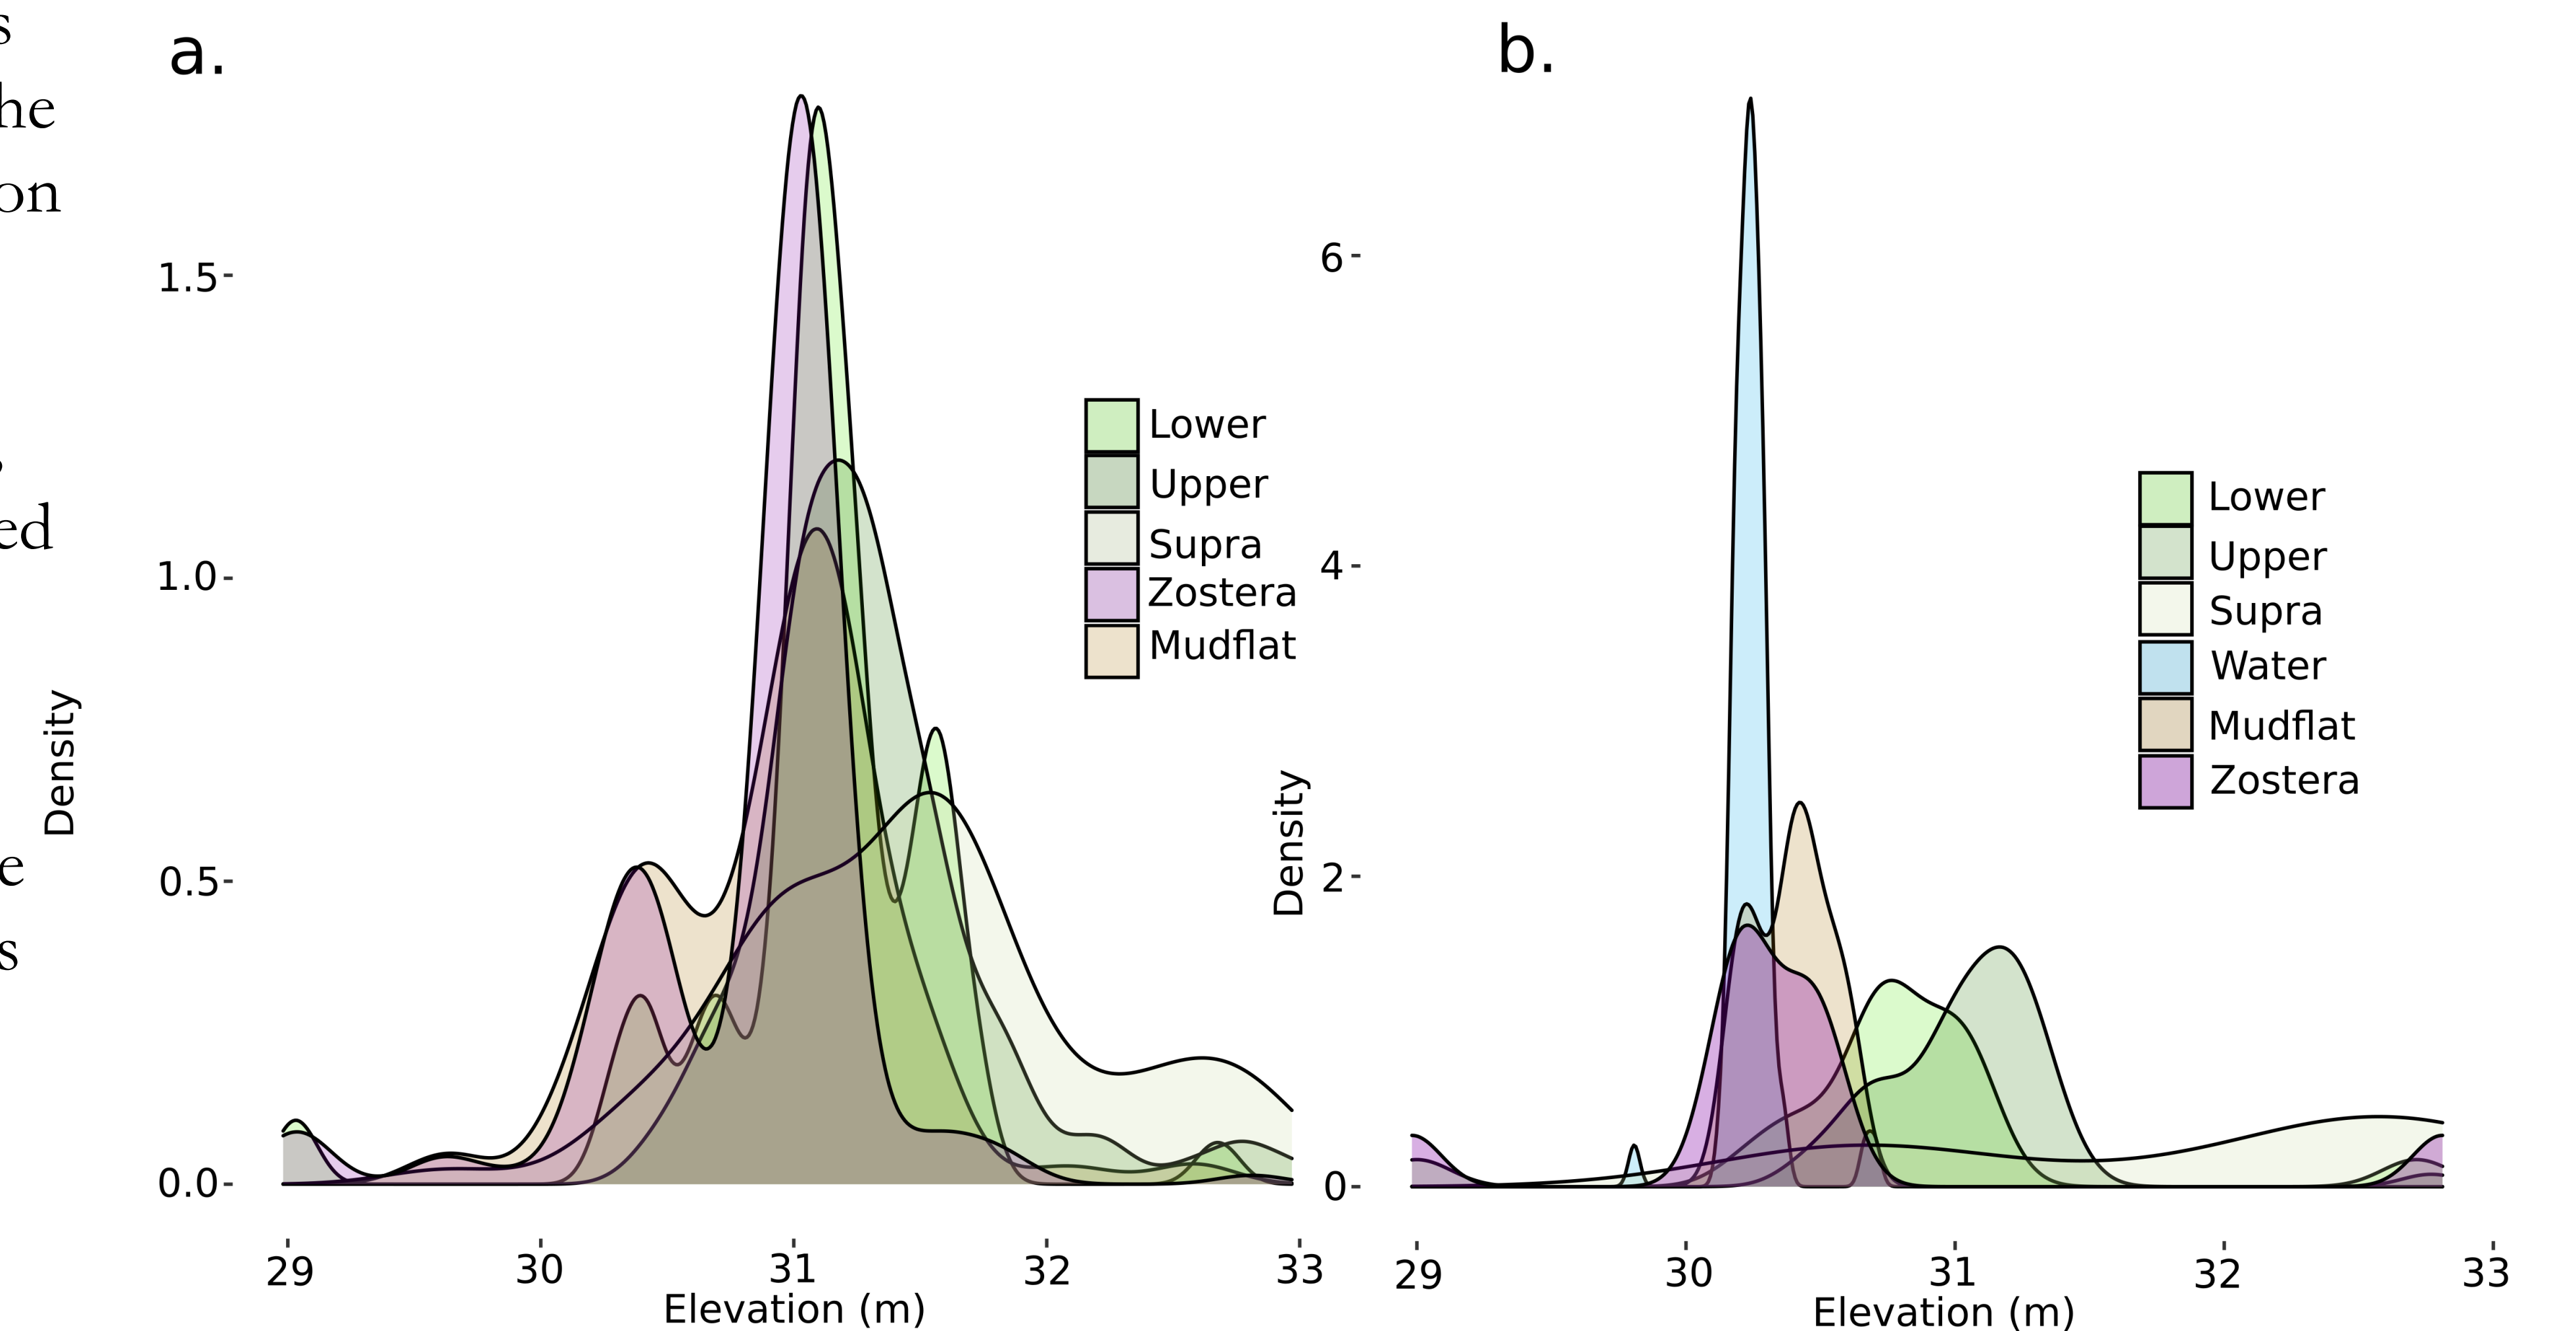 s
he
on
ed
e
s
a.
1.5
1.0
0.5
0.0
Density
29 30 31 32 33
Elevation (m)
Lower
Upper
Supra
Zostera
Mudflat
b.
6
4
2
0
Density
29 30 31 32 33
Elevation (m)
Lower
Upper
Supra
Water
Mudflat
Zostera